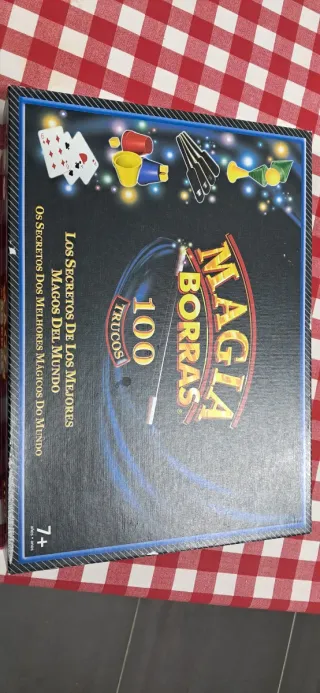 MAGIA
BORRAS®
100
TRUCOS
LOS SECRETOS DE LOS MEJORES
MAGOS DEL MUNDO
OS SECRETOS DOS MELHORES MÁGICOS DO MUNDO
7+